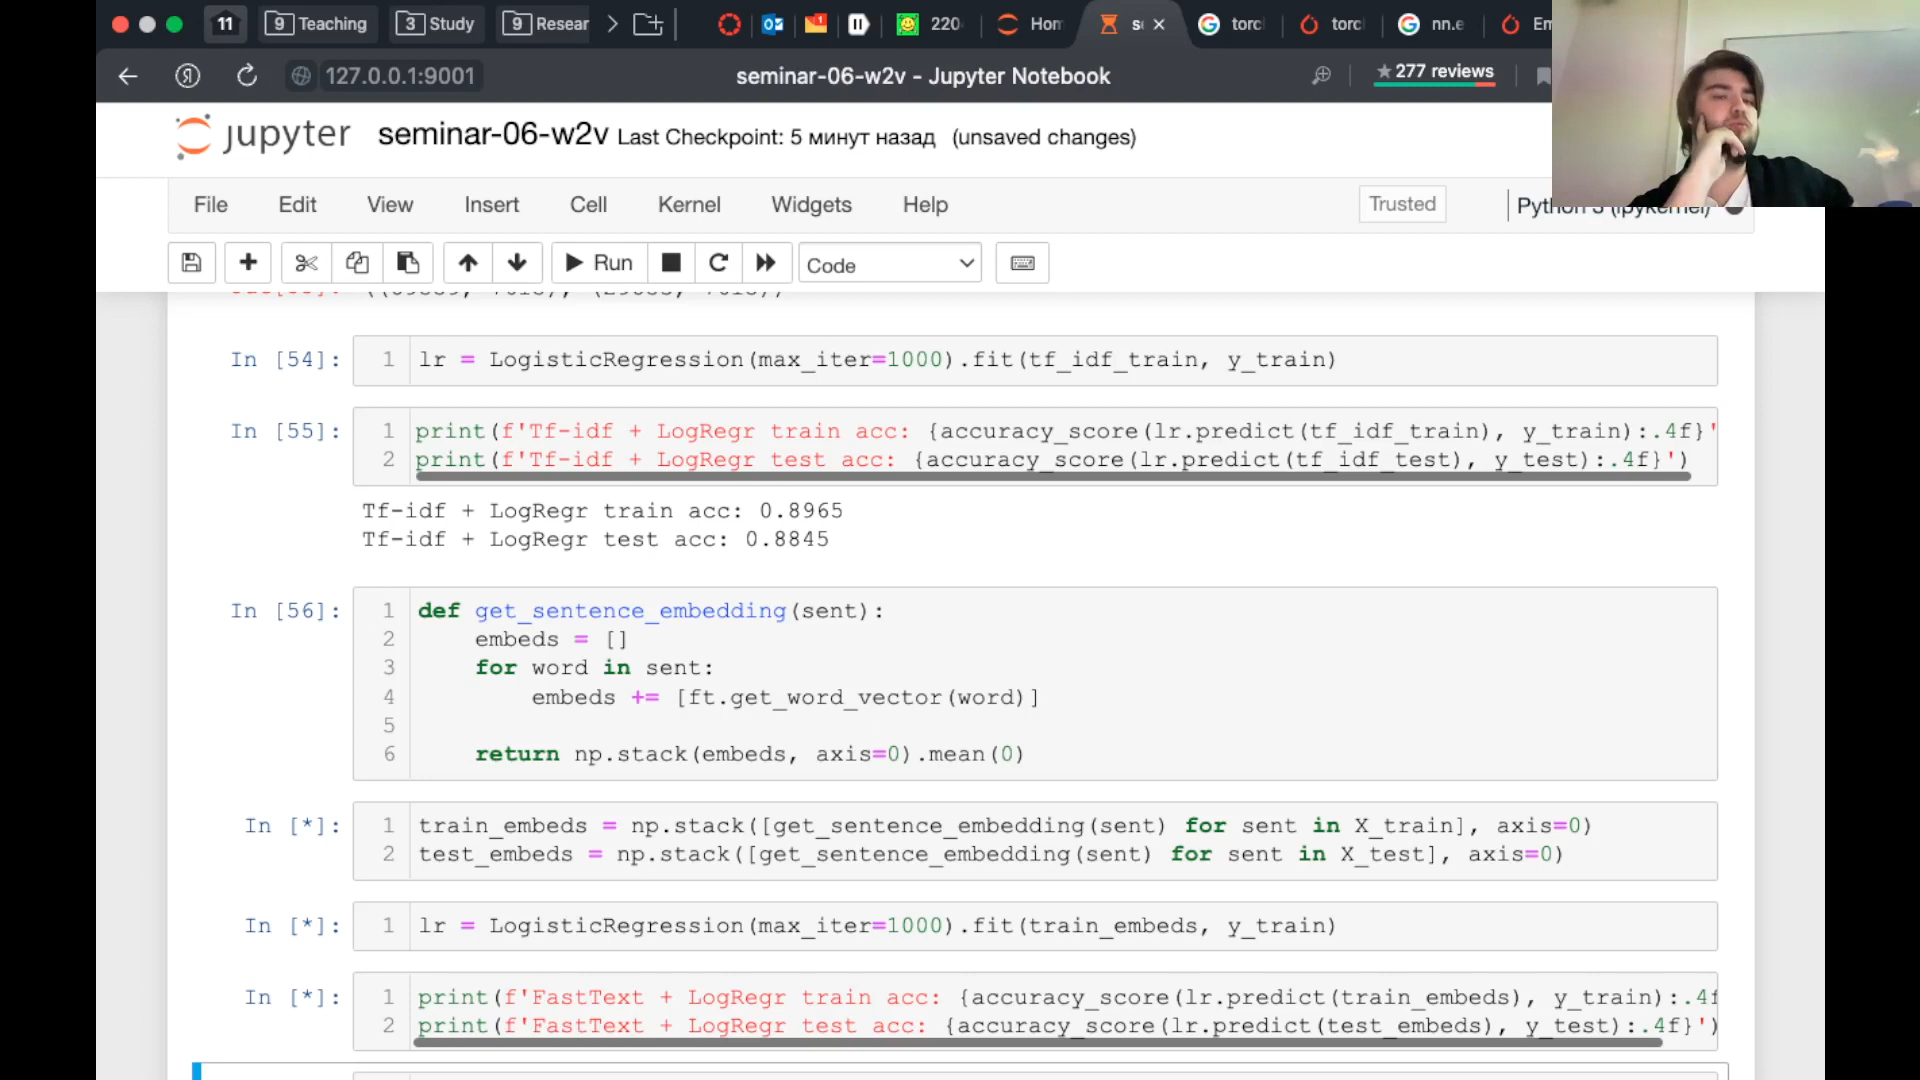 11 9 Teaching 3 Study 9 Resear 220 Hom s torc torc nn.e Em
127.0.0.1:9001 seminar-06-w2v - Jupyter Notebook ★277 reviews
jupyter seminar-06-w2v Last Checkpoint: 5 минут назад (unsaved changes)
File Edit View Insert Cell Kernel Widgets Help Trusted Python 3 (ipykernel)
Run Code
In [54]: 1 lr = LogisticRegression(max_iter=1000).fit(tf_idf_train, y_train)
In [55]: 1 print(f'Tf-idf + LogRegr train acc: {accuracy_score(lr.predict(tf_idf_train), y_train):.4f}'
2 print(f'Tf-idf + LogRegr test acc: {accuracy_score(lr.predict(tf_idf_test), y_test):.4f}')
Tf-idf + LogRegr train acc: 0.8965
Tf-idf + LogRegr test acc: 0.8845
In [56]: 1 def get_sentence_embedding(sent):
2 embeds = []
3 for word in sent:
4 embeds += [ft.get_word_vector(word)]
5
6 return np.stack(embeds, axis=0).mean(0)
In [*]: 1 train_embeds = np.stack([get_sentence_embedding(sent) for sent in X_train], axis=0)
2 test_embeds = np.stack([get_sentence_embedding(sent) for sent in X_test], axis=0)
In [*]: 1 lr = LogisticRegression(max_iter=1000).fit(train_embeds, y_train)
In [*]: 1 print(f'FastText + LogRegr train acc: {accuracy_score(lr.predict(train_embeds), y_train):.4f
2 print(f'FastText + LogRegr test acc: {accuracy_score(lr.predict(test_embeds), y_test):.4f}')